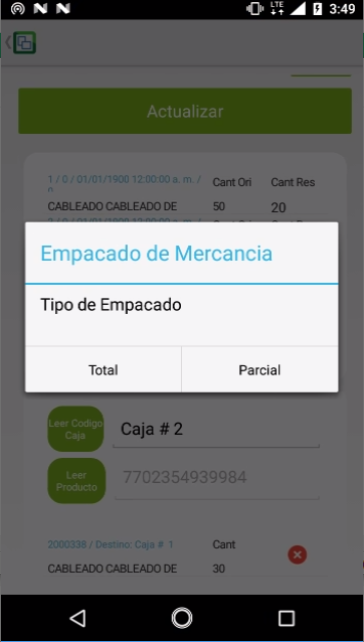 LTE 3:49
Actualizar
1 / 0 / 01/01/1900 12:00:00 a. m. / Cant Ori Cant Res
CABLEADO CABLEADO DE 50 20
Empacado de Mercancia
Tipo de Empacado
Total Parcial
Leer Codigo
Caja
Caja # 2
Leer
Producto
7702354939984
2000338 / Destino: Caja # 1 Cant
CABLEADO CABLEADO DE 30